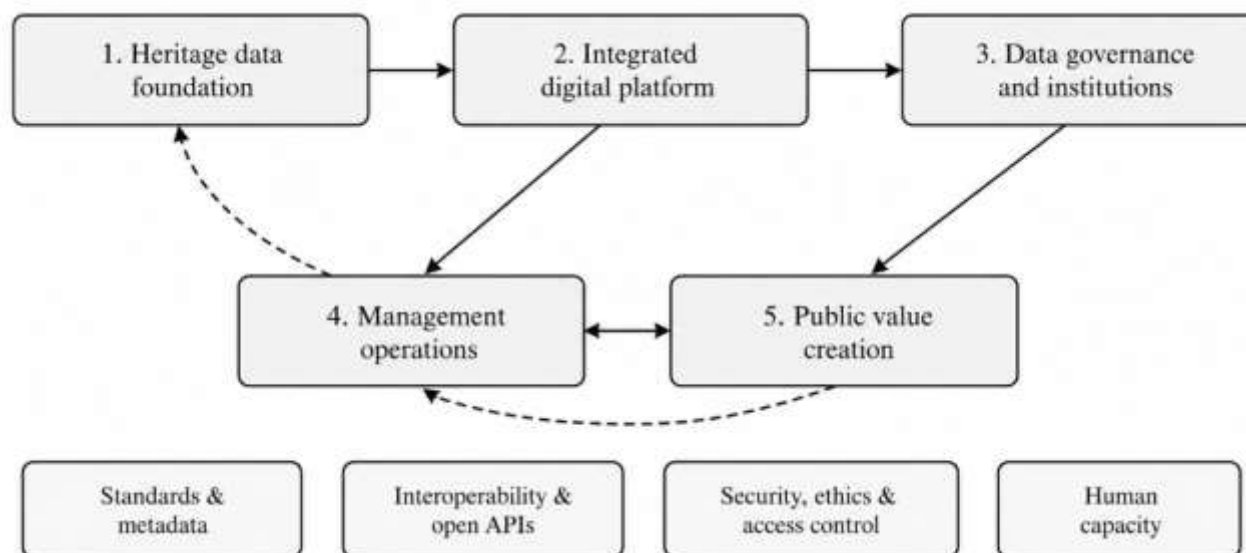 1. Heritage data
foundation
2. Integrated
digital platform
3. Data governance
and institutions
4. Management
operations
5. Public value
creation
Standards &
metadata
Interoperability &
open APIs
Security, ethics &
access control
Human
capacity